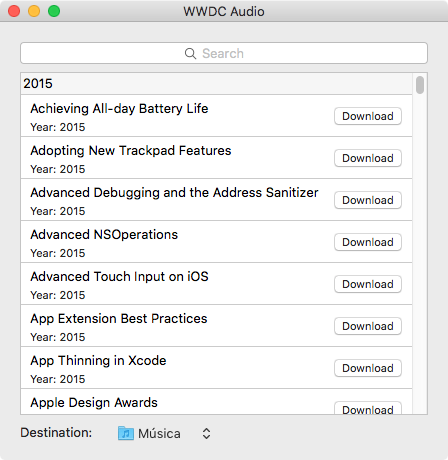 WWDC Audio
Search
2015
Achieving All-day Battery Life
Download
Year: 2015
Adopting New Trackpad Features
Download
Year: 2015
Advanced Debugging and the Address Sanitizer
Download
Year: 2015
Advanced NSOperations
Download
Year: 2015
Advanced Touch Input on iOS
Download
Year: 2015
App Extension Best Practices
Download
Year: 2015
App Thinning in Xcode
Download
Year: 2015
Apple Design Awards
Download
Destination: Música